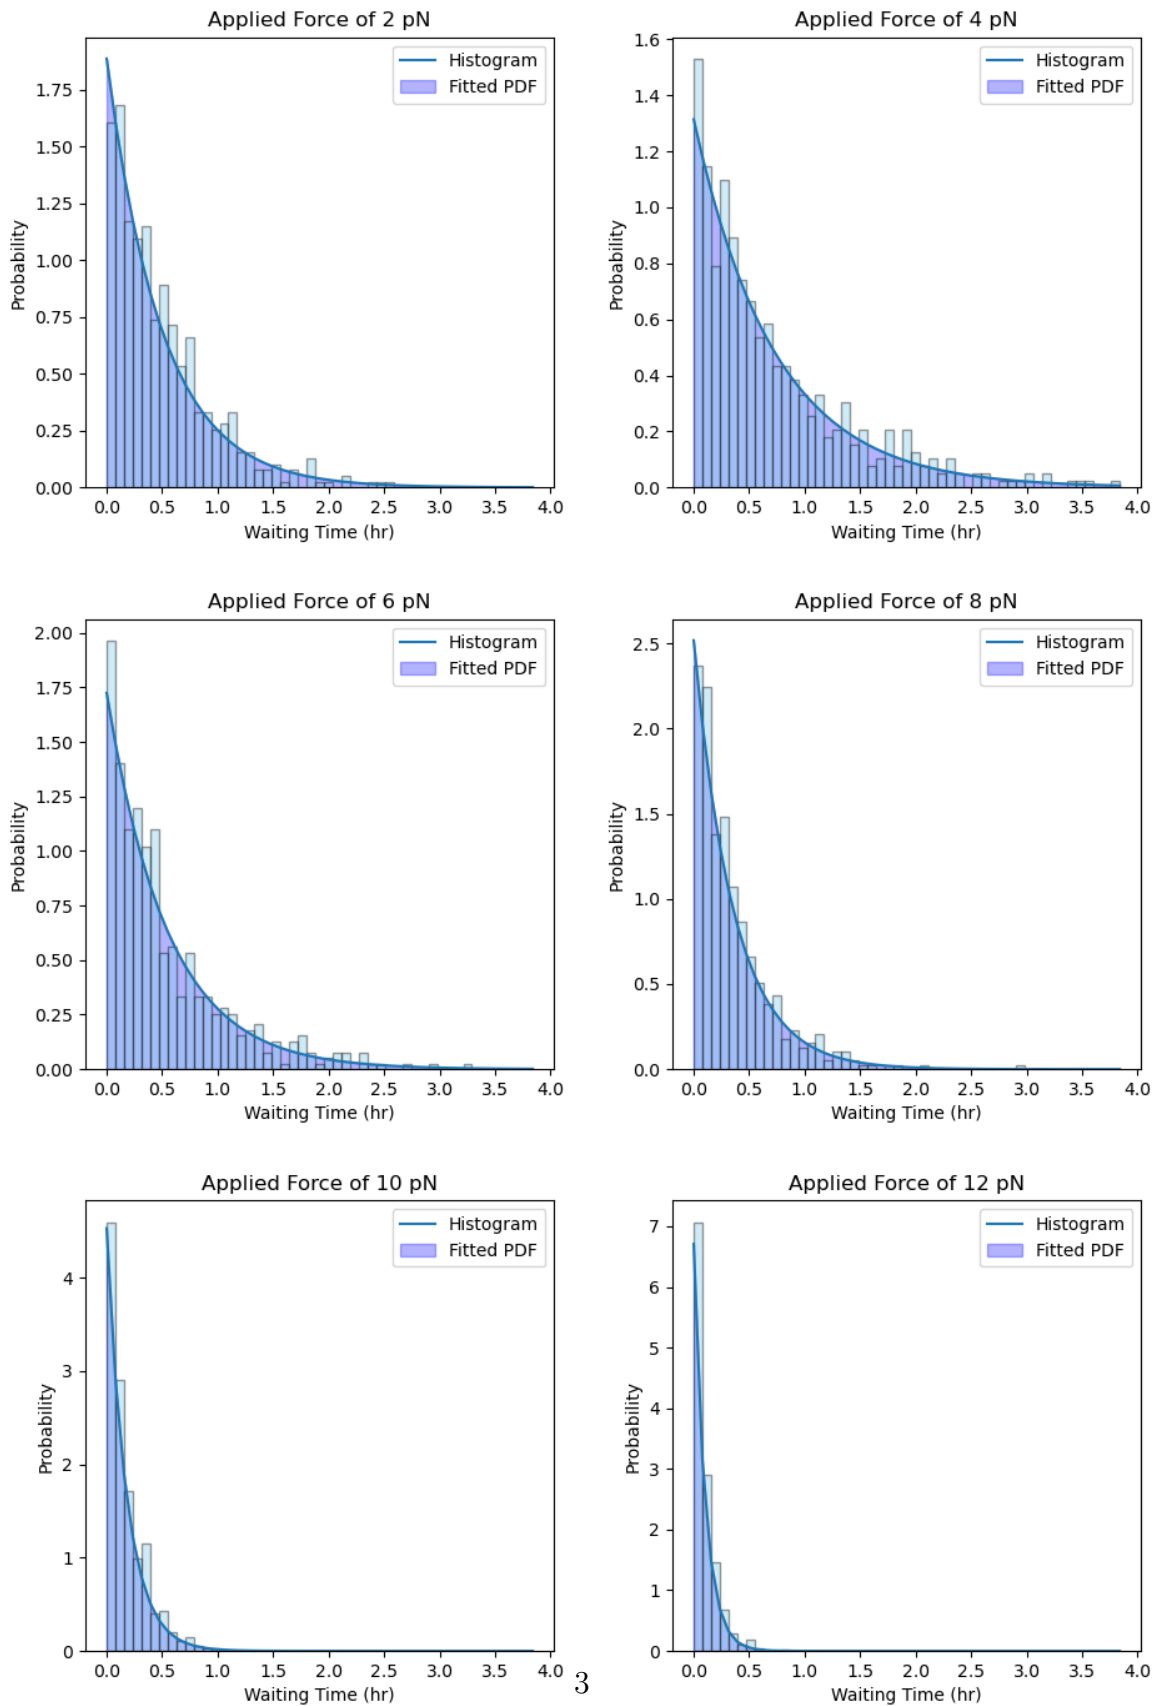 Applied Force of 2 pN
Histogram
Fitted PDF
Probability
1.75
1.50
1.25
1.00
0.75
0.50
0.25
0.00
0.0 0.5 1.0 1.5 2.0 2.5 3.0 3.5 4.0
Waiting Time (hr)
Applied Force of 4 pN
Histogram
Fitted PDF
Probability
1.6
1.4
1.2
1.0
0.8
0.6
0.4
0.2
0.0
0.0 0.5 1.0 1.5 2.0 2.5 3.0 3.5 4.0
Waiting Time (hr)
Applied Force of 6 pN
Histogram
Fitted PDF
Probability
2.00
1.75
1.50
1.25
1.00
0.75
0.50
0.25
0.00
0.0 0.5 1.0 1.5 2.0 2.5 3.0 3.5 4.0
Waiting Time (hr)
Applied Force of 8 pN
Histogram
Fitted PDF
Probability
2.5
2.0
1.5
1.0
0.5
0.0
0.0 0.5 1.0 1.5 2.0 2.5 3.0 3.5 4.0
Waiting Time (hr)
Applied Force of 10 pN
Histogram
Fitted PDF
Probability
4
3
2
1
0
0.0 0.5 1.0 1.5 2.0 2.5 3.0 3.5 4.0
Waiting Time (hr)
Applied Force of 12 pN
Histogram
Fitted PDF
Probability
7
6
5
4
3
2
1
0
0.0 0.5 1.0 1.5 2.0 2.5 3.0 3.5 4.0
Waiting Time (hr)
3